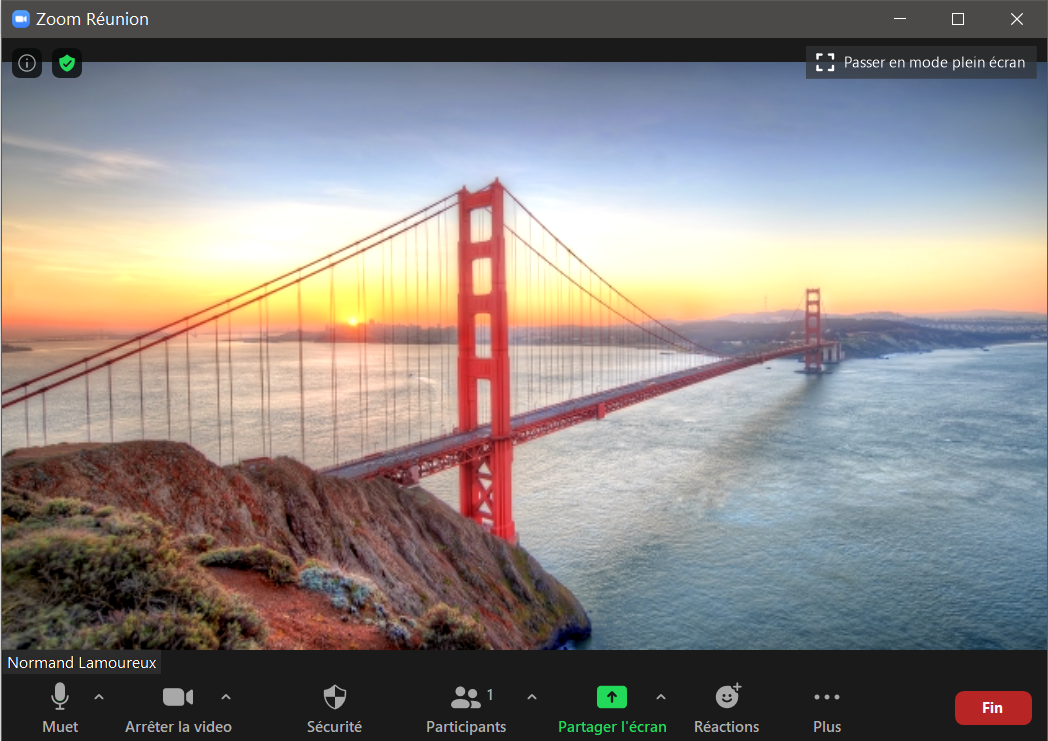 Zoom Réunion
Passer en mode plein écran
Normand Lamoureux
1
Muet
Arrêter la video
Sécurité
Participants
Partager l'écran
Réactions
Plus
Fin